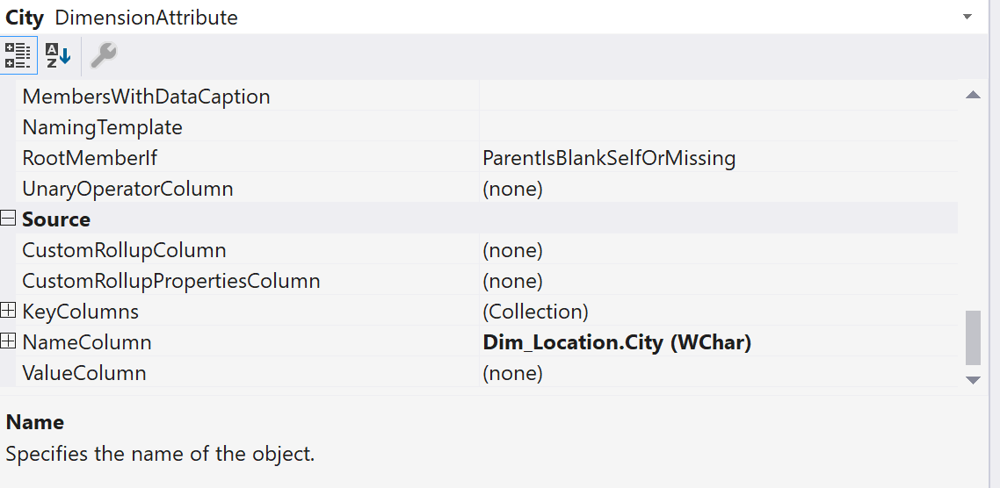 City DimensionAttribute
A
Z
MembersWithDataCaption
NamingTemplate
RootMemberIf ParentIsBlankSelfOrMissing
UnaryOperatorColumn (none)
Source
CustomRollupColumn (none)
CustomRollupPropertiesColumn (none)
KeyColumns (Collection)
NameColumn Dim_Location.City (WChar)
ValueColumn (none)
Name
Specifies the name of the object.